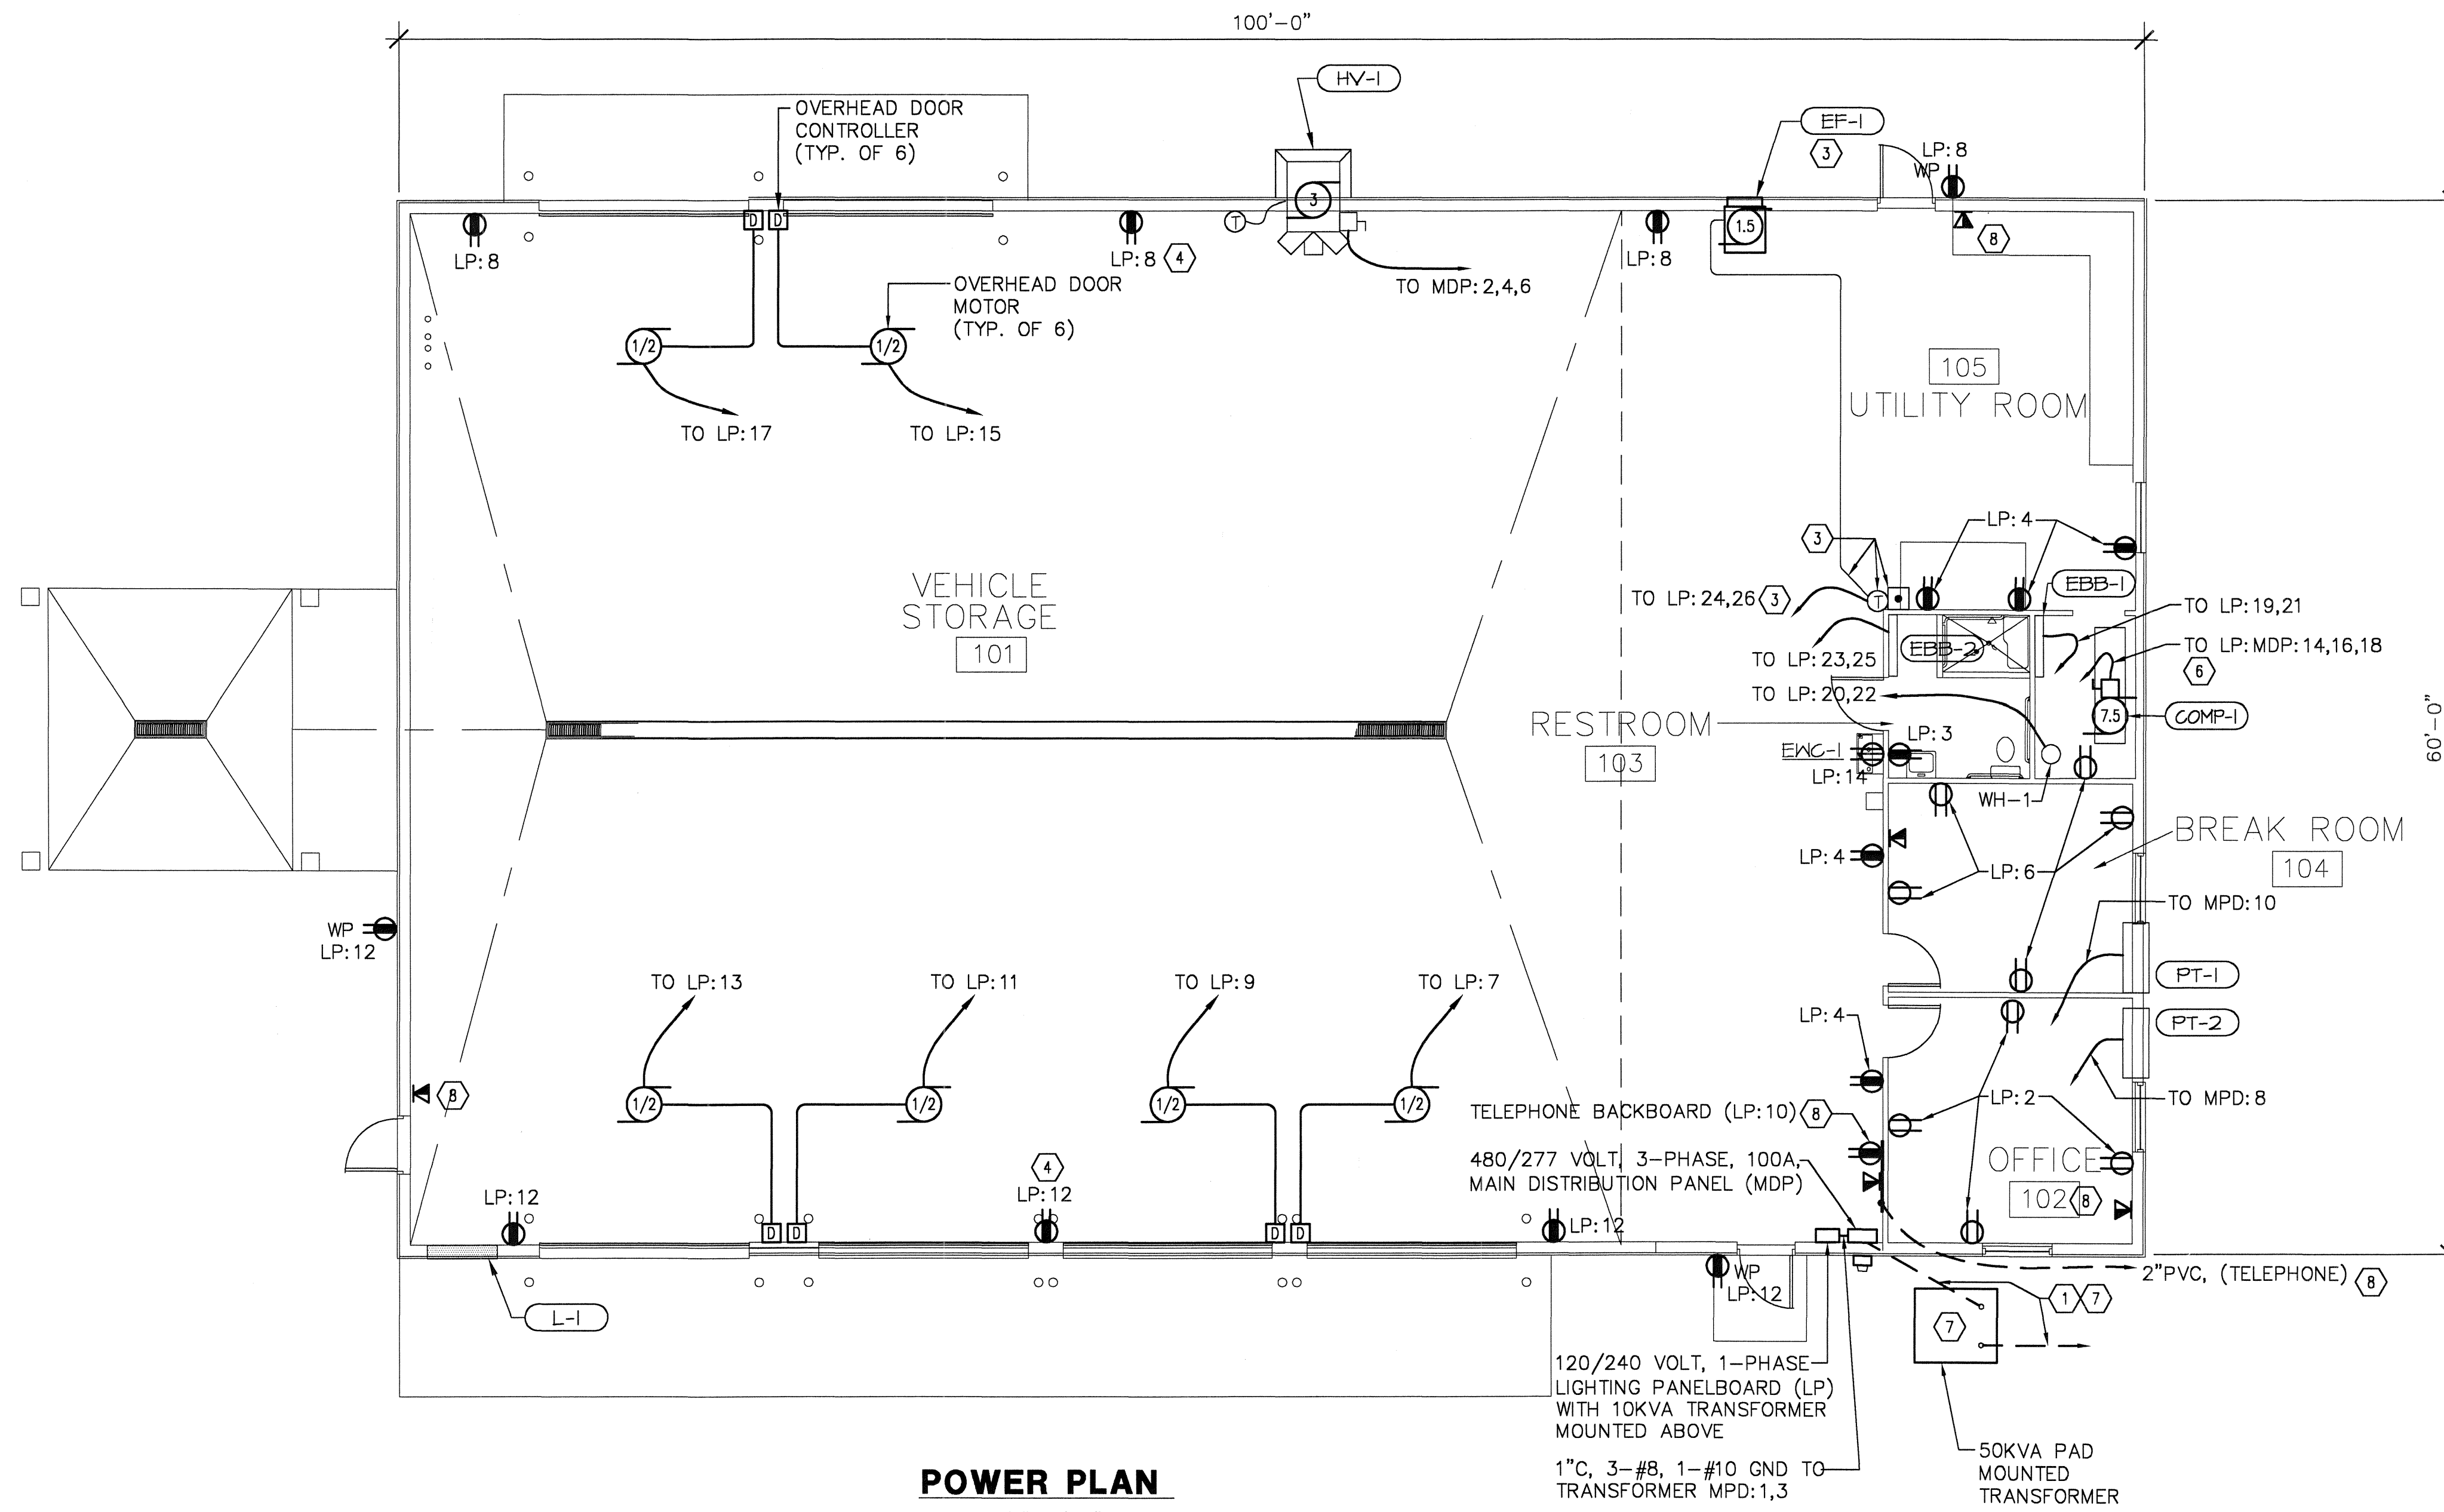 100'-0"
HV-1
OVERHEAD DOOR
CONTROLLER
(TYP. OF 6)
EF-1
3
LP:8
WP
3
D
D
T
1.5
8
LP:8
LP:8
4
LP:8
TO MDP:2,4,6
OVERHEAD DOOR
MOTOR
(TYP. OF 6)
1/2
1/2
105
UTILITY ROOM
TO LP:17
TO LP:15
LP:4
3
VEHICLE
STORAGE
101
EBB-1
TO LP:24,26
3
T
TO LP:19,21
EBB-2
TO LP:MDP:14,16,18
6
TO LP:23,25
TO LP:20,22
RESTROOM
103
7.5
COMP-1
LP:3
EWC-1
LP:14
WH-1
60'-0"
BREAK ROOM
104
LP:4
LP:6
TO MPD:10
WP
LP:12
PT-1
TO LP:13
TO LP:11
TO LP:9
TO LP:7
LP:4
PT-2
8
1/2
1/2
1/2
1/2
LP:2
TO MPD:8
TELEPHONE BACKBOARD (LP:10)
8
480/277 VOLT, 3-PHASE, 100A,
MAIN DISTRIBUTION PANEL (MDP)
OFFICE
102
8
4
LP:12
LP:12
D
D
D
D
LP:12
WP
LP:12
2"PVC, (TELEPHONE)
8
L-1
1
7
7
120/240 VOLT, 1-PHASE
LIGHTING PANELBOARD (LP)
WITH 10KVA TRANSFORMER
MOUNTED ABOVE
1"C, 3-#8, 1-#10 GND TO
TRANSFORMER MPD:1,3
50KVA PAD
MOUNTED
TRANSFORMER
POWER PLAN